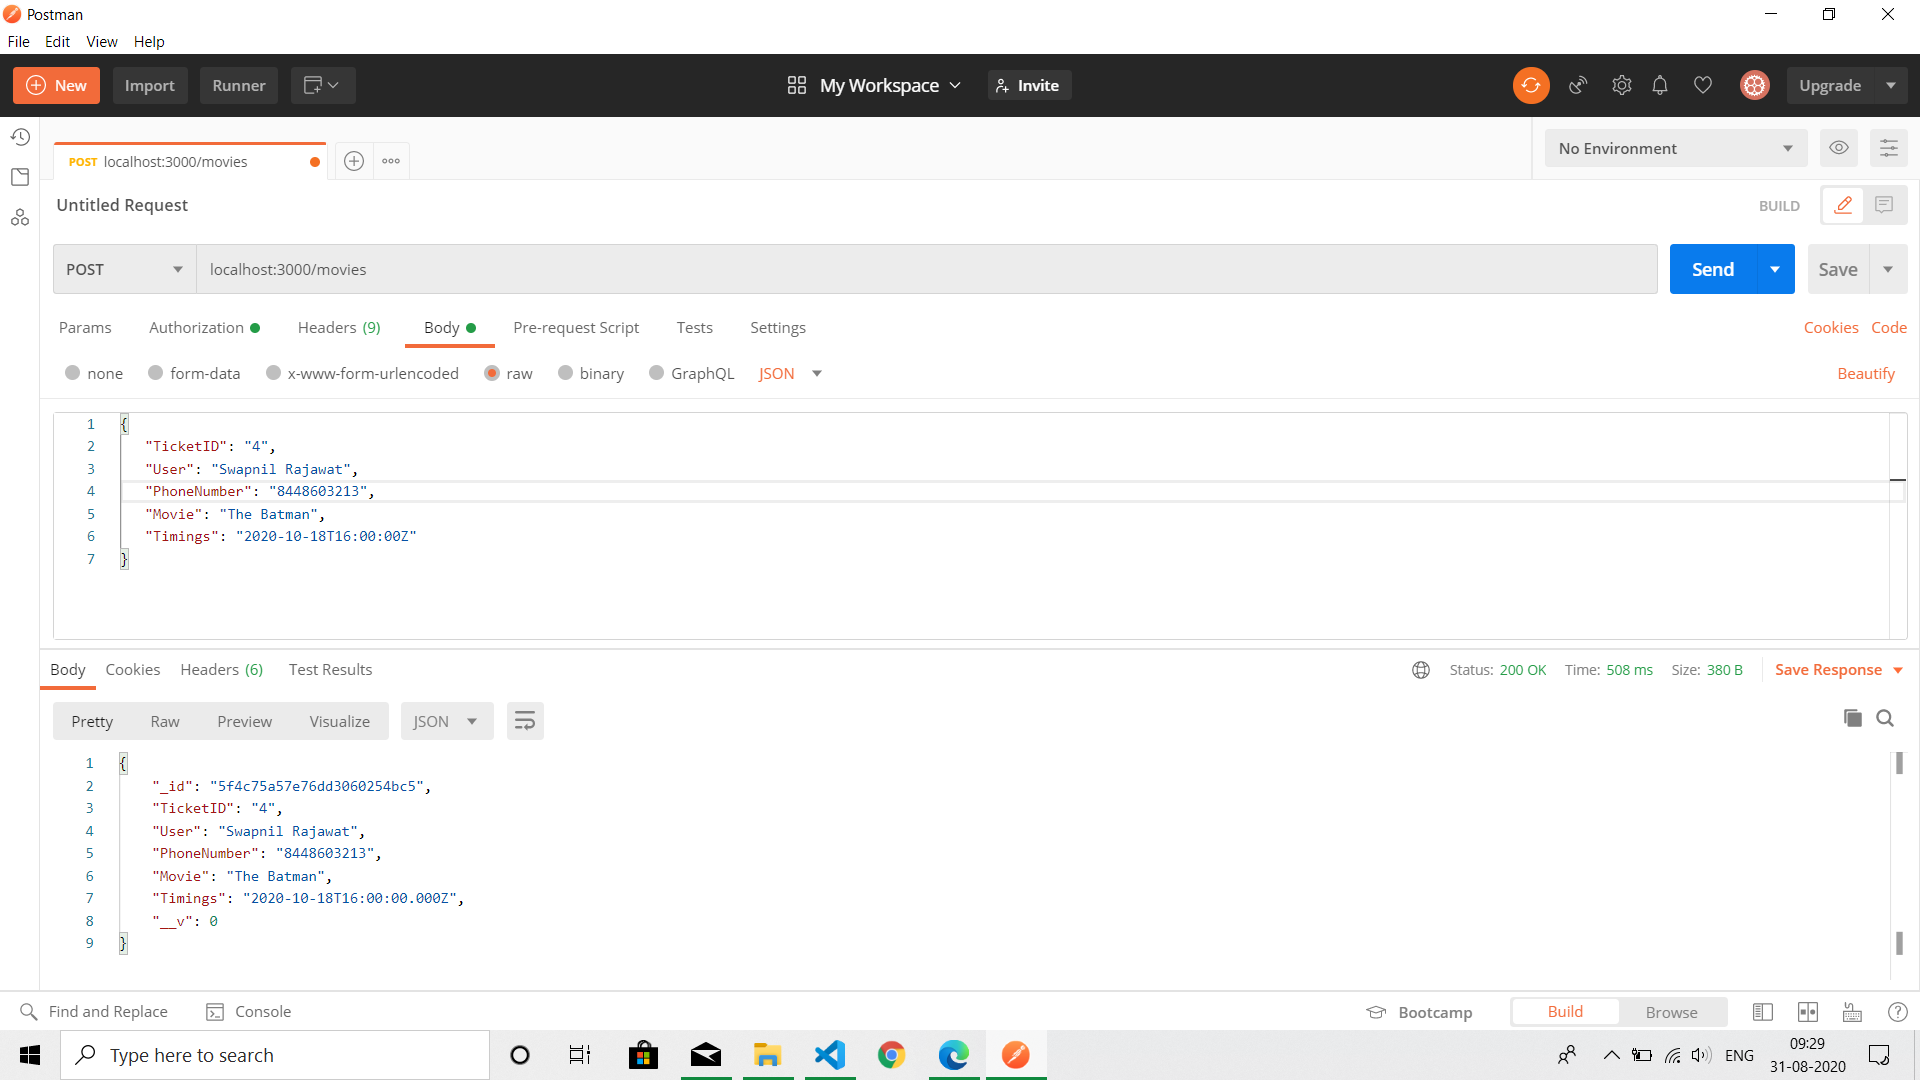 Postman
File Edit View Help
New Import Runner My Workspace Invite Upgrade
POST localhost:3000/movies No Environment
Untitled Request BUILD
POST localhost:3000/movies Send Save
Params Authorization Headers (9) Body Pre-request Script Tests Settings Cookies Code
none form-data x-www-form-urlencoded raw binary GraphQL JSON Beautify
1 {
2 "TicketID": "4",
3 "User": "Swapnil Rajawat",
4 "PhoneNumber": "8448603213",
5 "Movie": "The Batman",
6 "Timings": "2020-10-18T16:00:00Z"
7 }
Body Cookies Headers (6) Test Results Status: 200 OK Time: 508 ms Size: 380 B Save Response
Pretty Raw Preview Visualize JSON
1 {
2 "_id": "5f4c75a57e76dd3060254bc5",
3 "TicketID": "4",
4 "User": "Swapnil Rajawat",
5 "PhoneNumber": "8448603213",
6 "Movie": "The Batman",
7 "Timings": "2020-10-18T16:00:00.000Z",
8 "__v": 0
9 }
Find and Replace Console Bootcamp Build Browse
Type here to search ENG 09:29
31-08-2020